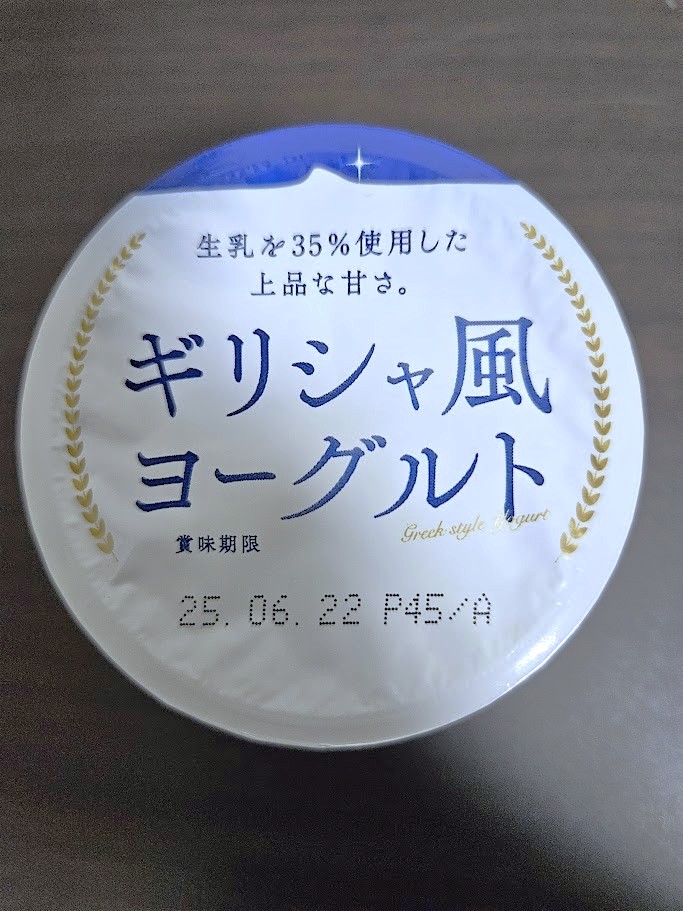 生乳を35%使用した
上品な甘さ。
ギリシャ風
ヨーグルト
Greek style Yogurt
賞味期限
25. 06. 22 P45/A